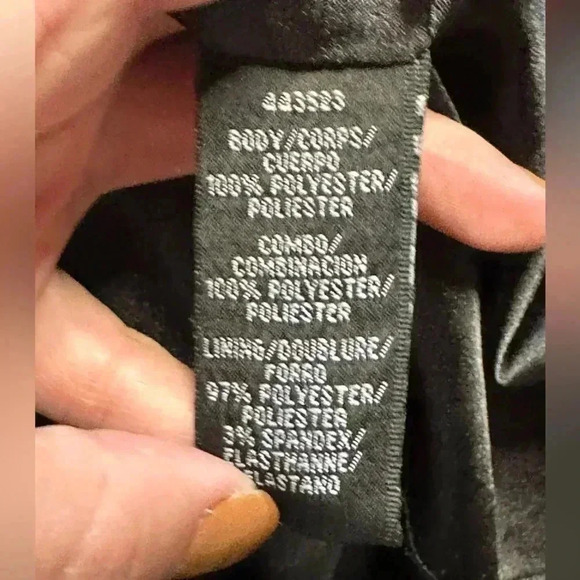 443523
BODY/CORPS/
CUERPO
100% POLYESTER/
POLIESTER
COMBO/
COMBINACION
100% POLYESTER/
POLIESTER
LINING/DOUBLURE/
FORRO
97% POLYESTER/
POLIESTER
3% SPANDEX/
ELASTHANNE/
ELASTANO